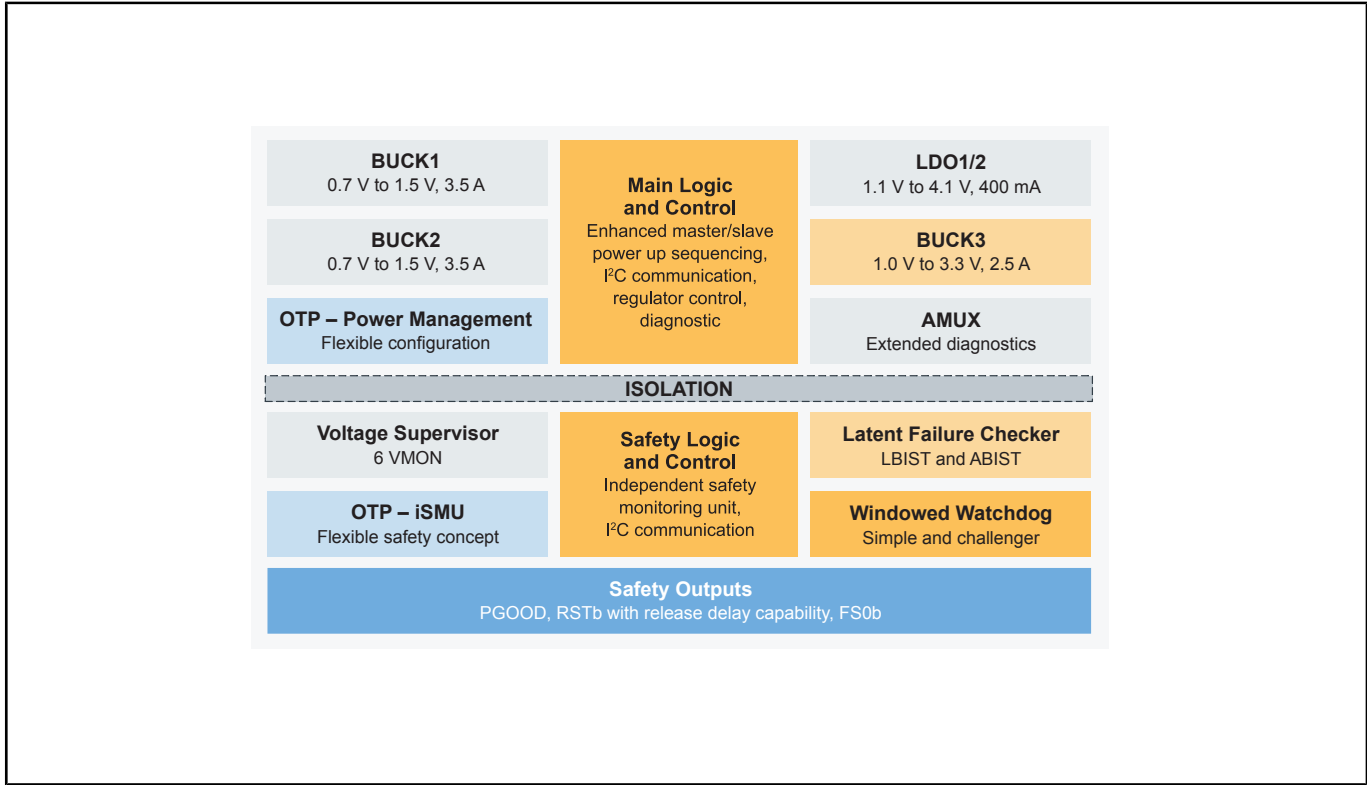 BUCK1
0.7 V to 1.5 V, 3.5 A
BUCK2
0.7 V to 1.5 V, 3.5 A
OTP – Power Management
Flexible configuration
Main Logic
and Control
Enhanced master/slave
power up sequencing,
I²C communication,
regulator control,
diagnostic
LDO1/2
1.1 V to 4.1 V, 400 mA
BUCK3
1.0 V to 3.3 V, 2.5 A
AMUX
Extended diagnostics
ISOLATION
Voltage Supervisor
6 VMON
OTP – iSMU
Flexible safety concept
Safety Logic
and Control
Independent safety
monitoring unit,
I²C communication
Latent Failure Checker
LBIST and ABIST
Windowed Watchdog
Simple and challenger
Safety Outputs
PGOOD, RSTb with release delay capability, FS0b